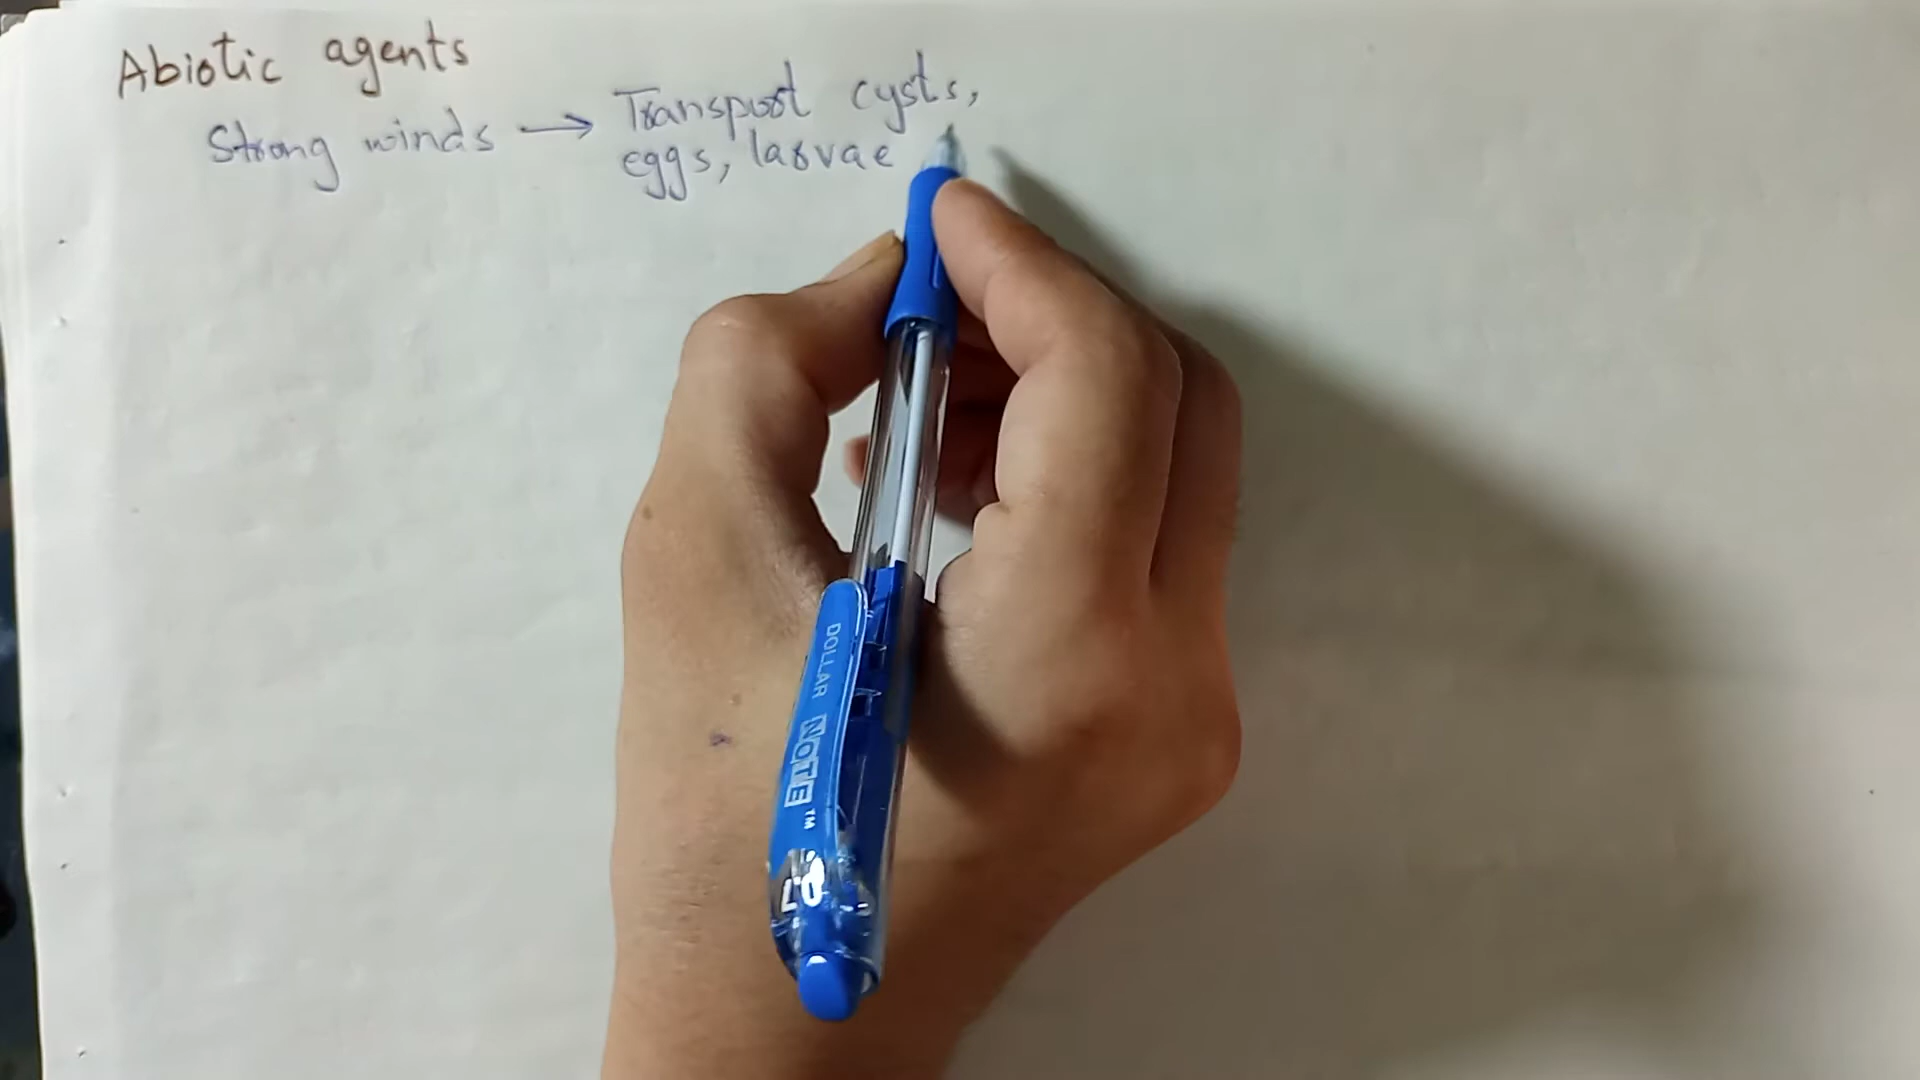 Abiotic agents
Strong winds → Transport cysts,
eggs, larvae
DOLLAR NOTE™